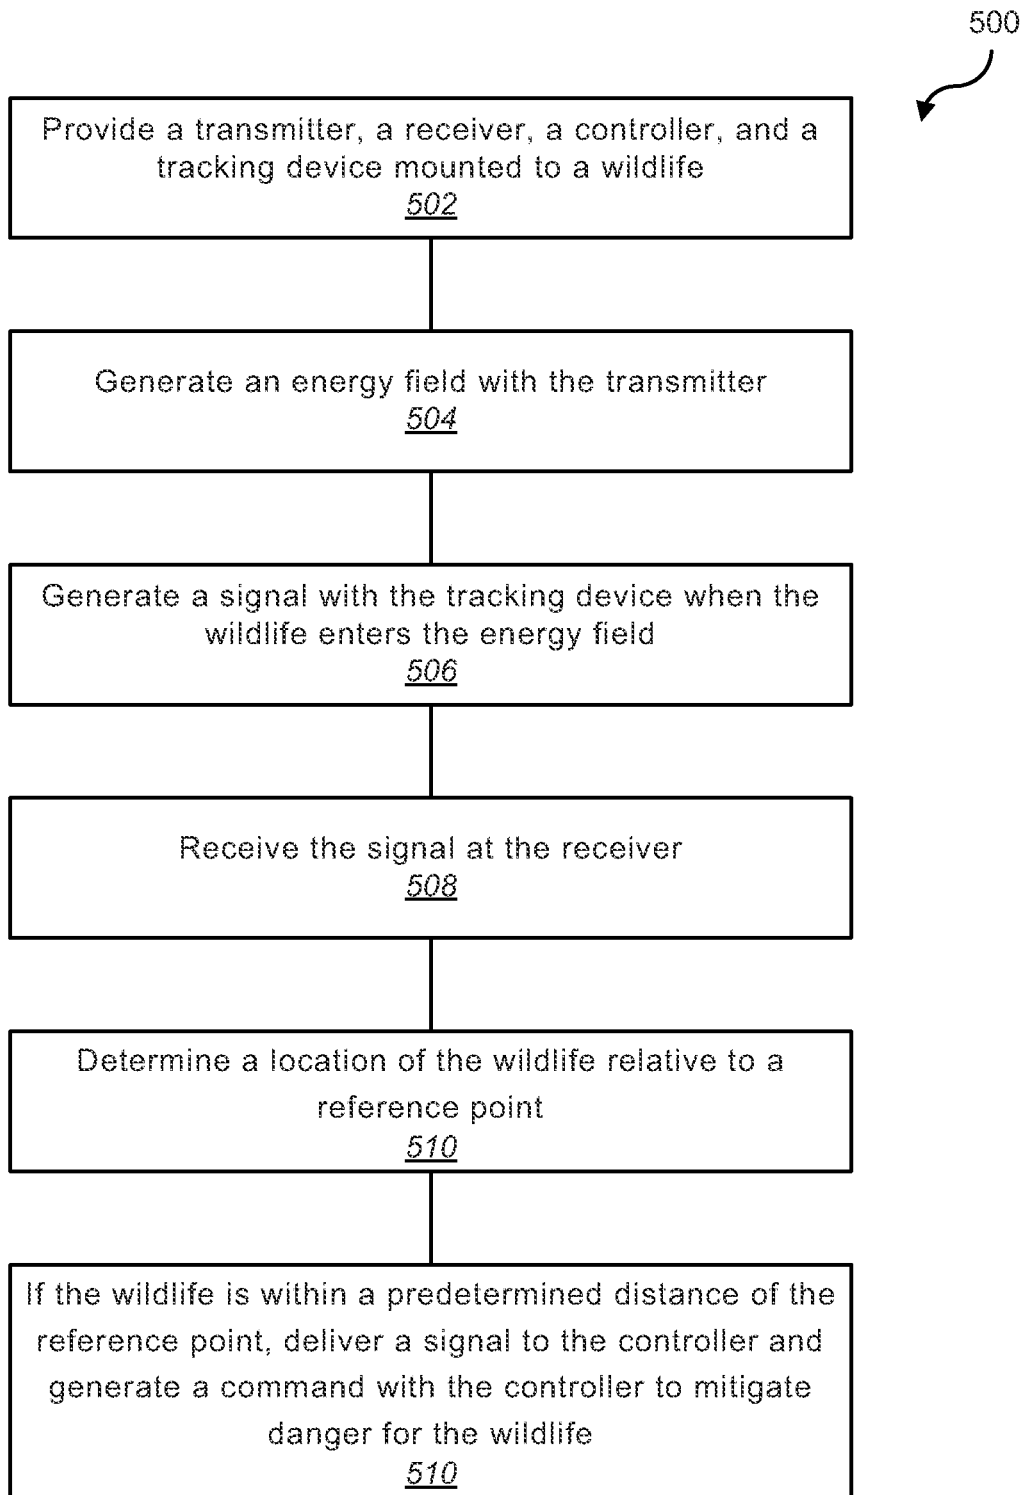 500
Provide a transmitter, a receiver, a controller, and a
tracking device mounted to a wildlife
502
Generate an energy field with the transmitter
504
Generate a signal with the tracking device when the
wildlife enters the energy field
506
Receive the signal at the receiver
508
Determine a location of the wildlife relative to a
reference point
510
If the wildlife is within a predetermined distance of the
reference point, deliver a signal to the controller and
generate a command with the controller to mitigate
danger for the wildlife
510